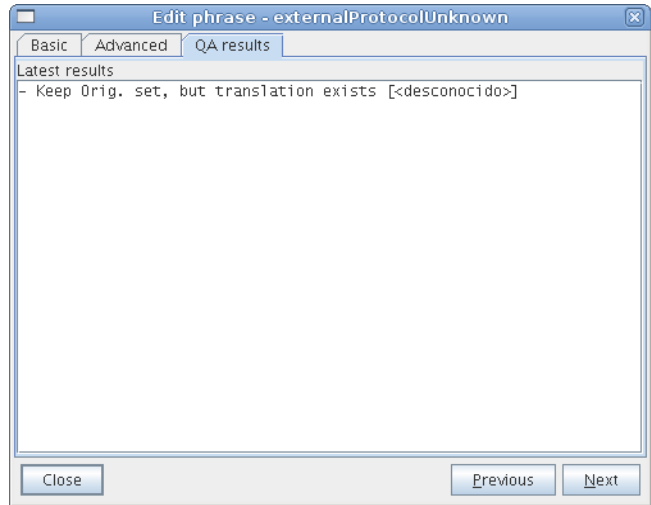 Edit phrase - externalProtocolUnknown
Basic Advanced QA results
Latest results
- Keep Orig. set, but translation exists [<desconocido>]
Close Previous Next